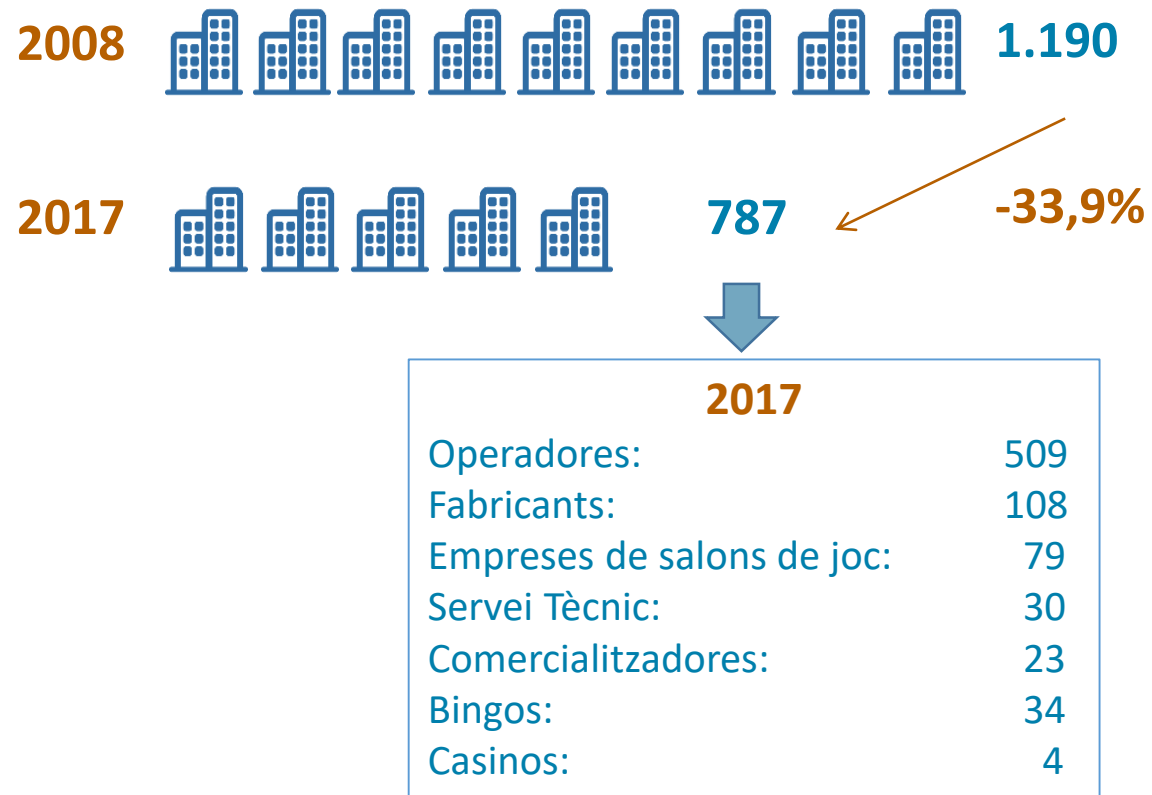 2008 1.190
2017 787 -33,9%
2017
Operadores: 509
Fabricants: 108
Empreses de salons de joc: 79
Servei Tècnic: 30
Comercialitzadores: 23
Bingos: 34
Casinos: 4